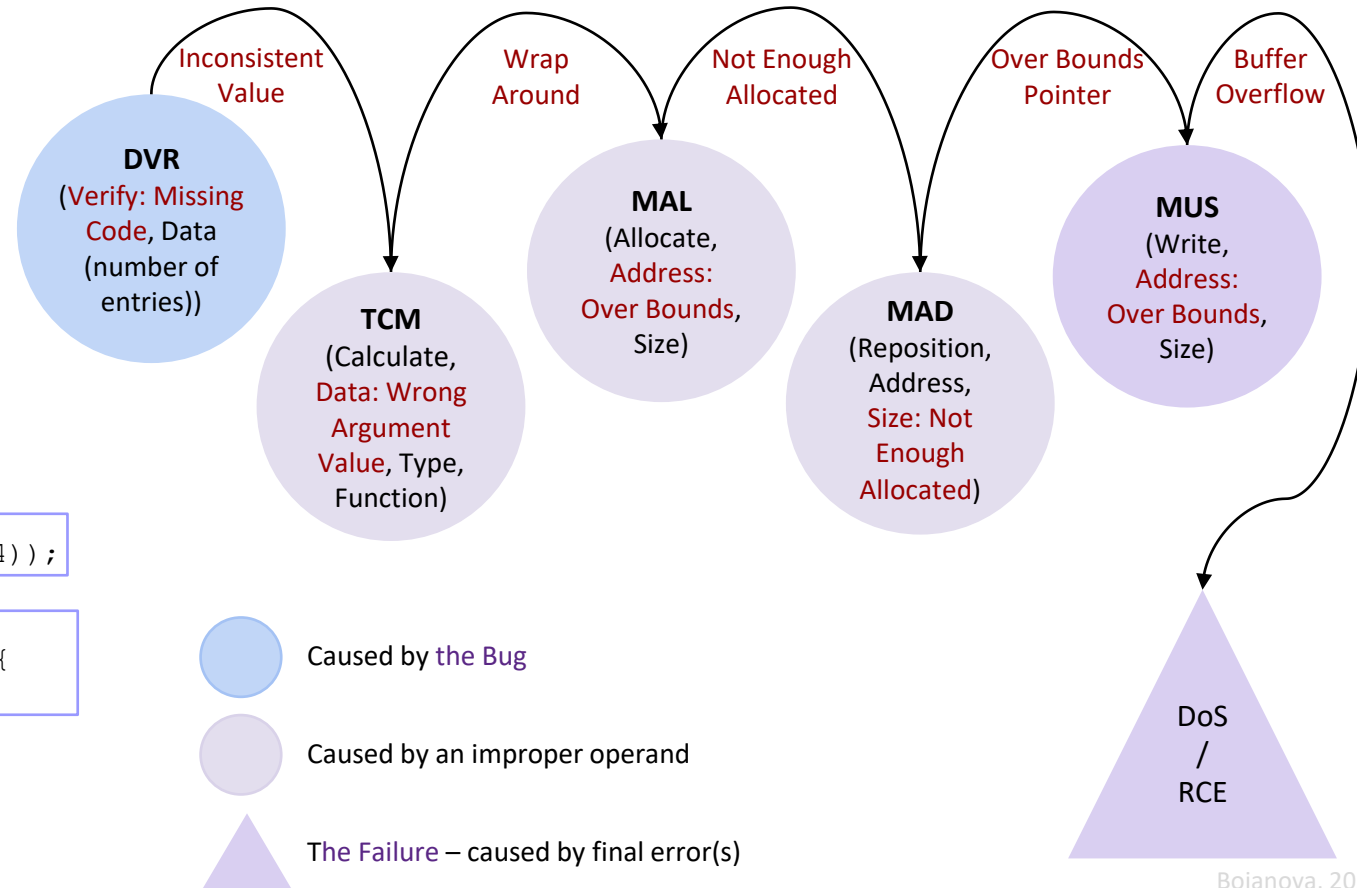 Inconsistent
Value
Wrap
Around
Not Enough
Allocated
Over Bounds
Pointer
Buffer
Overflow
DVR
(Verify: Missing
Code, Data
(number of
entries))
TCM
(Calculate,
Data: Wrong
Argument
Value, Type,
Function)
MAL
(Allocate,
Address:
Over Bounds,
Size)
MAD
(Reposition,
Address,
Size: Not
Enough
Allocated)
MUS
(Write,
Address:
Over Bounds,
Size)
));
{
Caused by the Bug
Caused by an improper operand
The Failure – caused by final error(s)
DoS
/
RCE
Bojanova, 20